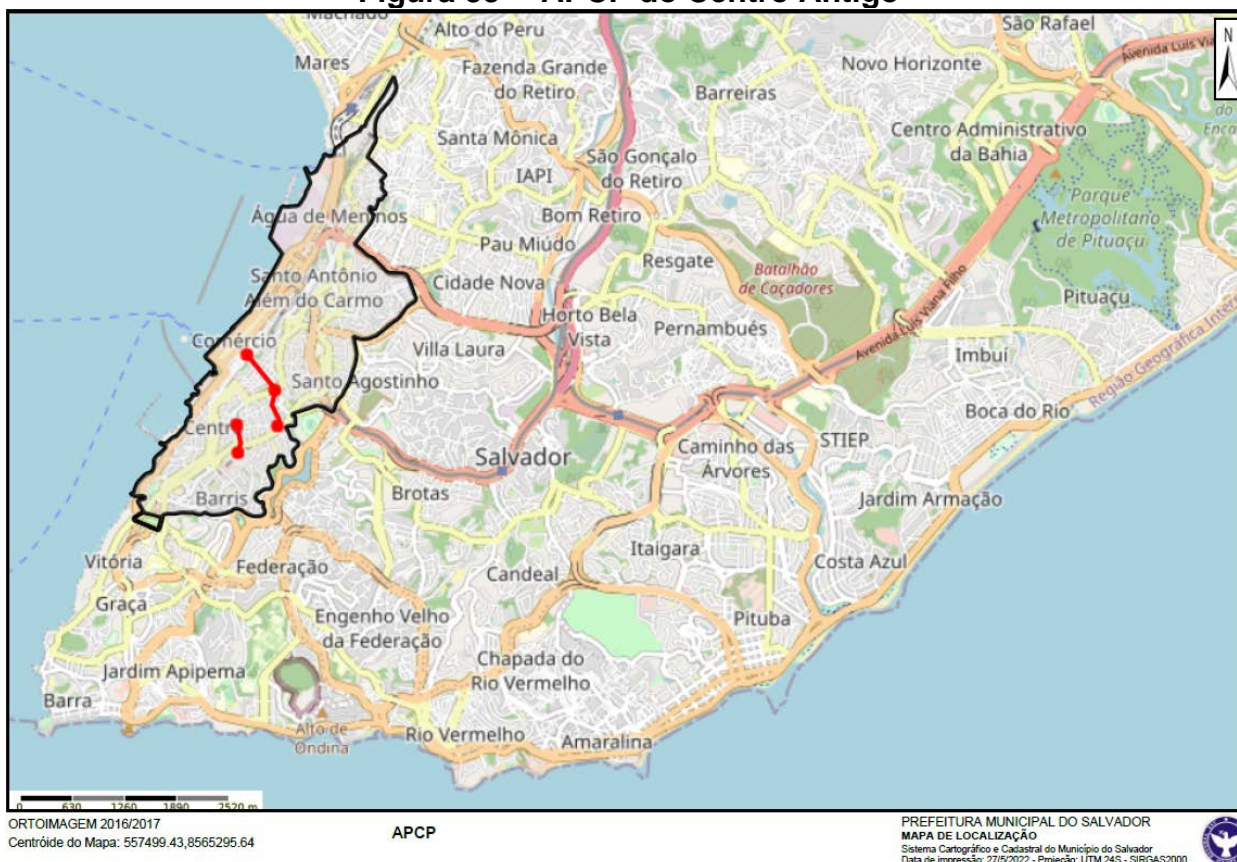 Machado
Alto do Peru
São Rafael
Avenida Luís Via
N
Mares
Fazenda Grande
do Retiro
Novo Horizonte
Barreiras
do
Enca
Santa Mônica
Centro Administrativo
da Bahia
São Gonçalo
do Retiro
IAPI
Parque
Metropolitano
de Pituaçu
Água de Meninos
Bom Retiro
Pau Miúdo
Resgate
Batalhão
de Caçadores
Santo Antônio
Além do Carmo
Cidade Nova
Pituaçu
Avenida Luís Viana Filho
Região Geográfica Inter
Horto Bela
Vista
Pernambués
Comércio
Villa Laura
Imbuí
Santo Agostinho
Boca do Rio
Centro
Caminho das
Árvores
STIEP
Salvador
Barris
Brotas
Jardim Armação
Vitória
Federação
Itaigara
Costa Azul
Candeal
Graça
Engenho Velho
da Federação
Pituba
Chapada do
Rio Vermelho
Jardim Apipema
Barra
Alto de
Ondina
Rio Vermelho
Amaralina
0 630 1260 1890 2520 m
ORTOIMAGEM 2016/2017
Centróide do Mapa: 557499.43,8565295.64
APCP
PREFEITURA MUNICIPAL DO SALVADOR
MAPA DE LOCALIZAÇÃO
Sistema Cartográfico e Cadastral do Município do Salvador
Data de impressão: 27/5/2022 - Projeção: UTM 24S - SIRGAS2000